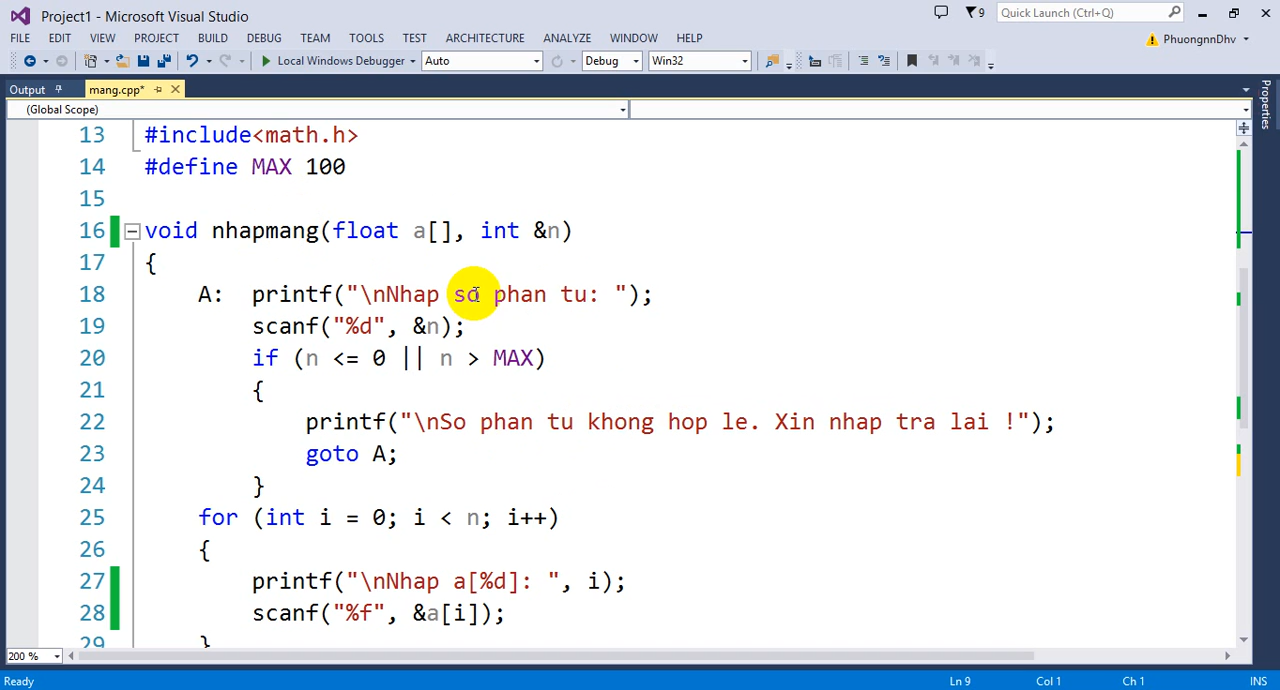 Project1 - Microsoft Visual Studio
9
Quick Launch (Ctrl+Q)
FILE EDIT VIEW PROJECT BUILD DEBUG TEAM TOOLS TEST ARCHITECTURE ANALYZE WINDOW HELP
PhuongnnDhv
Local Windows Debugger Auto Debug Win32
Output mang.cpp*
Properties
(Global Scope)
13 #include<math.h>
14 #define MAX 100
15
16 void nhapmang(float a[], int &n)
17 {
18 A: printf("\nNhap so phan tu: ");
19 scanf("%d", &n);
20 if (n <= 0 || n > MAX)
21 {
22 printf("\nSo phan tu khong hop le. Xin nhap tra lai !");
23 goto A;
24 }
25 for (int i = 0; i < n; i++)
26 {
27 printf("\nNhap a[%d]: ", i);
28 scanf("%f", &a[i]);
29 }
200 %
Ready Ln 9 Col 1 Ch 1 INS